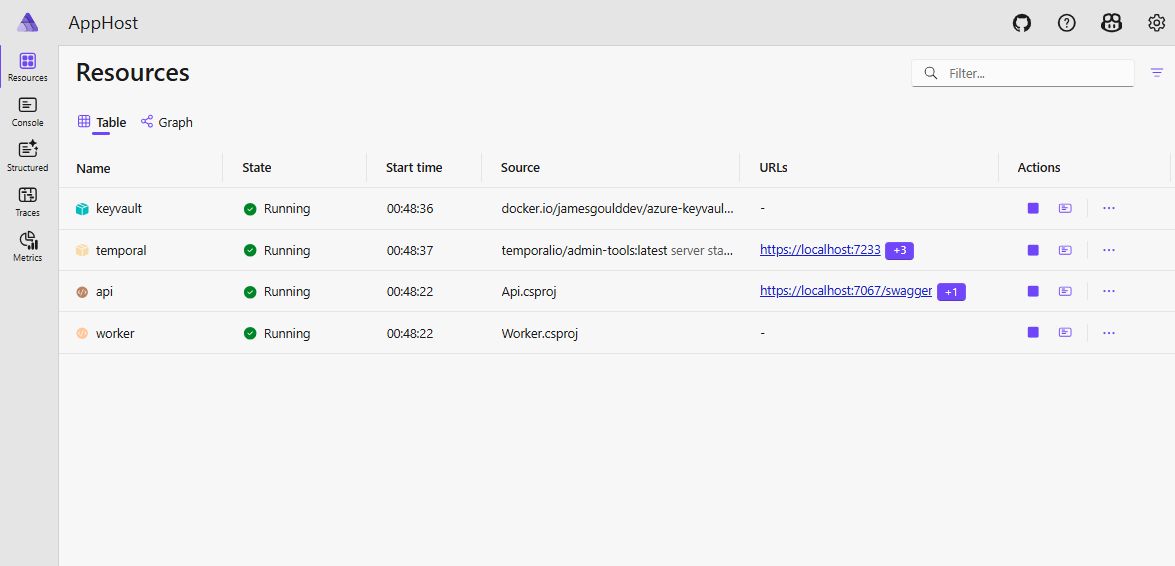 AppHost
Resources
Console
Structured
Traces
Metrics
Resources
Filter...
Table Graph
Name State Start time Source URLs Actions
keyvault Running 00:48:36 docker.io/jamesgoulddev/azure-keyvaul... -
temporal Running 00:48:37 temporalio/admin-tools:latest server sta... https://localhost:7233 +3
api Running 00:48:22 Api.csproj https://localhost:7067/swagger +1
worker Running 00:48:22 Worker.csproj -